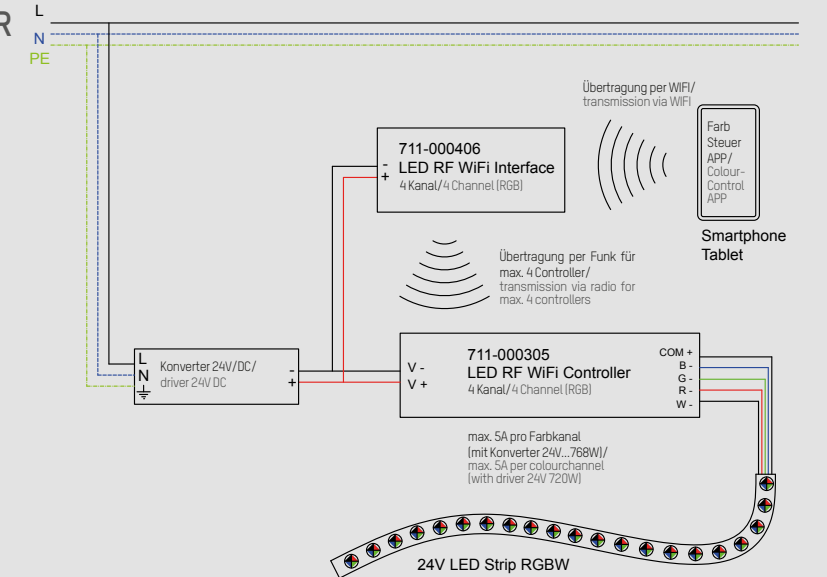 R
L
N
PE
Übertragung per WIFI/
transmission via WIFI
Farb
Steuer
APP/
Colour-
Control
APP
Smartphone
Tablet
711-000406
-
+
LED RF WiFi Interface
4 Kanal/4 Channel (RGB)
Übertragung per Funk für
max. 4 Controller/
transmission via radio for
max. 4 controllers
L
N
Konverter 24V/DC/
driver 24V DC
-
+
V -
V +
711-000305
LED RF WiFi Controller
4 Kanal/4 Channel (RGB)
COM +
B -
G -
R -
W -
max. 5A pro Farbkanal
(mit Konverter 24V...768W)/
max. 5A per colourchannel
(with driver 24V 720W)
24V LED Strip RGBW